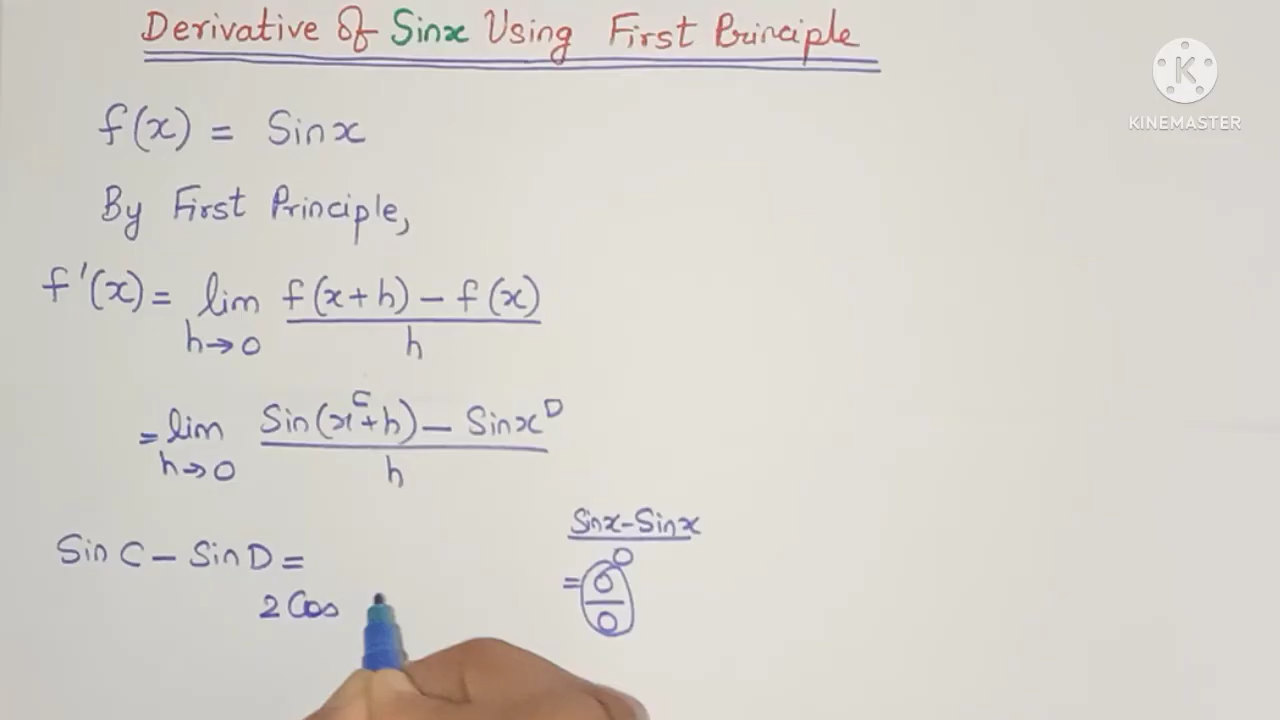 Derivative Of Sinx Using First Principle
K
KINEMASTER
f(x) = Sinx
By First Principle,
f'(x) = lim f(x+h) - f(x)
h→0 h
= lim Sin(x+h) - Sinx
C D
h→0 h
Sin C - Sin D =
2 Cos
Sinx - Sinx
0
= 0
0